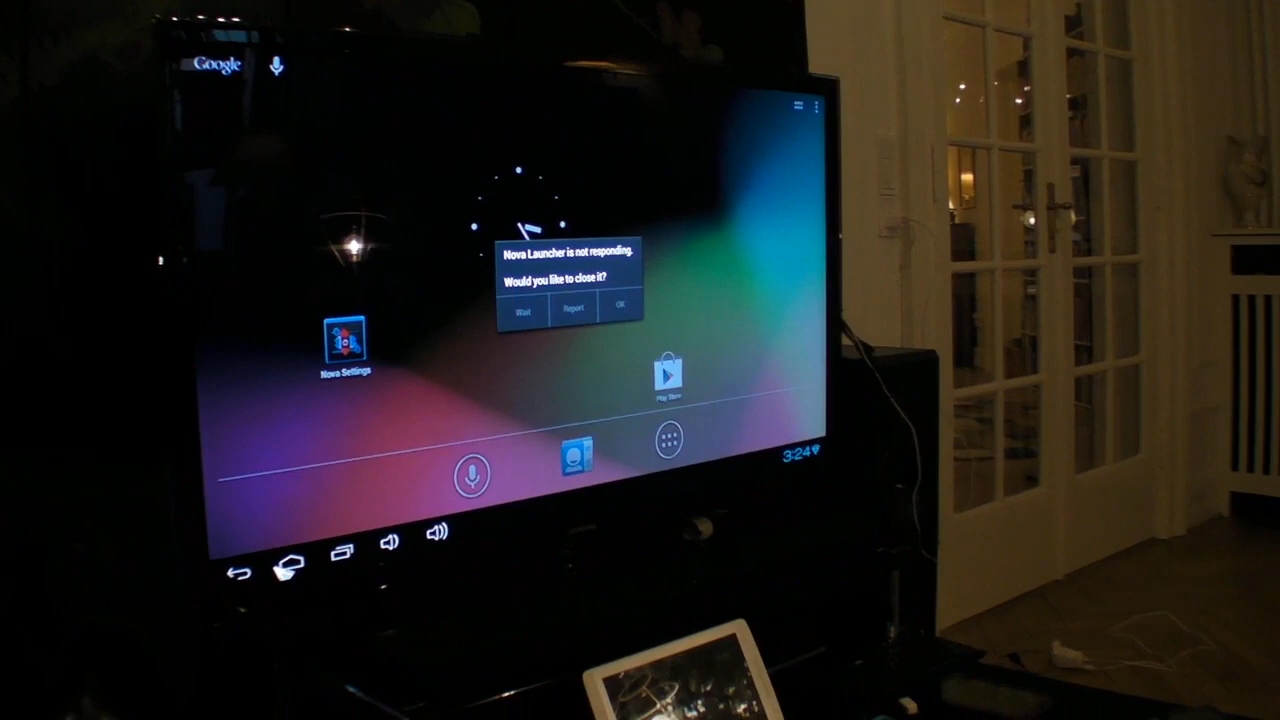 Google
Nova Launcher is not responding.
Would you like to close it?
Wait
Report
OK
Nova Settings
Play Store
3:24